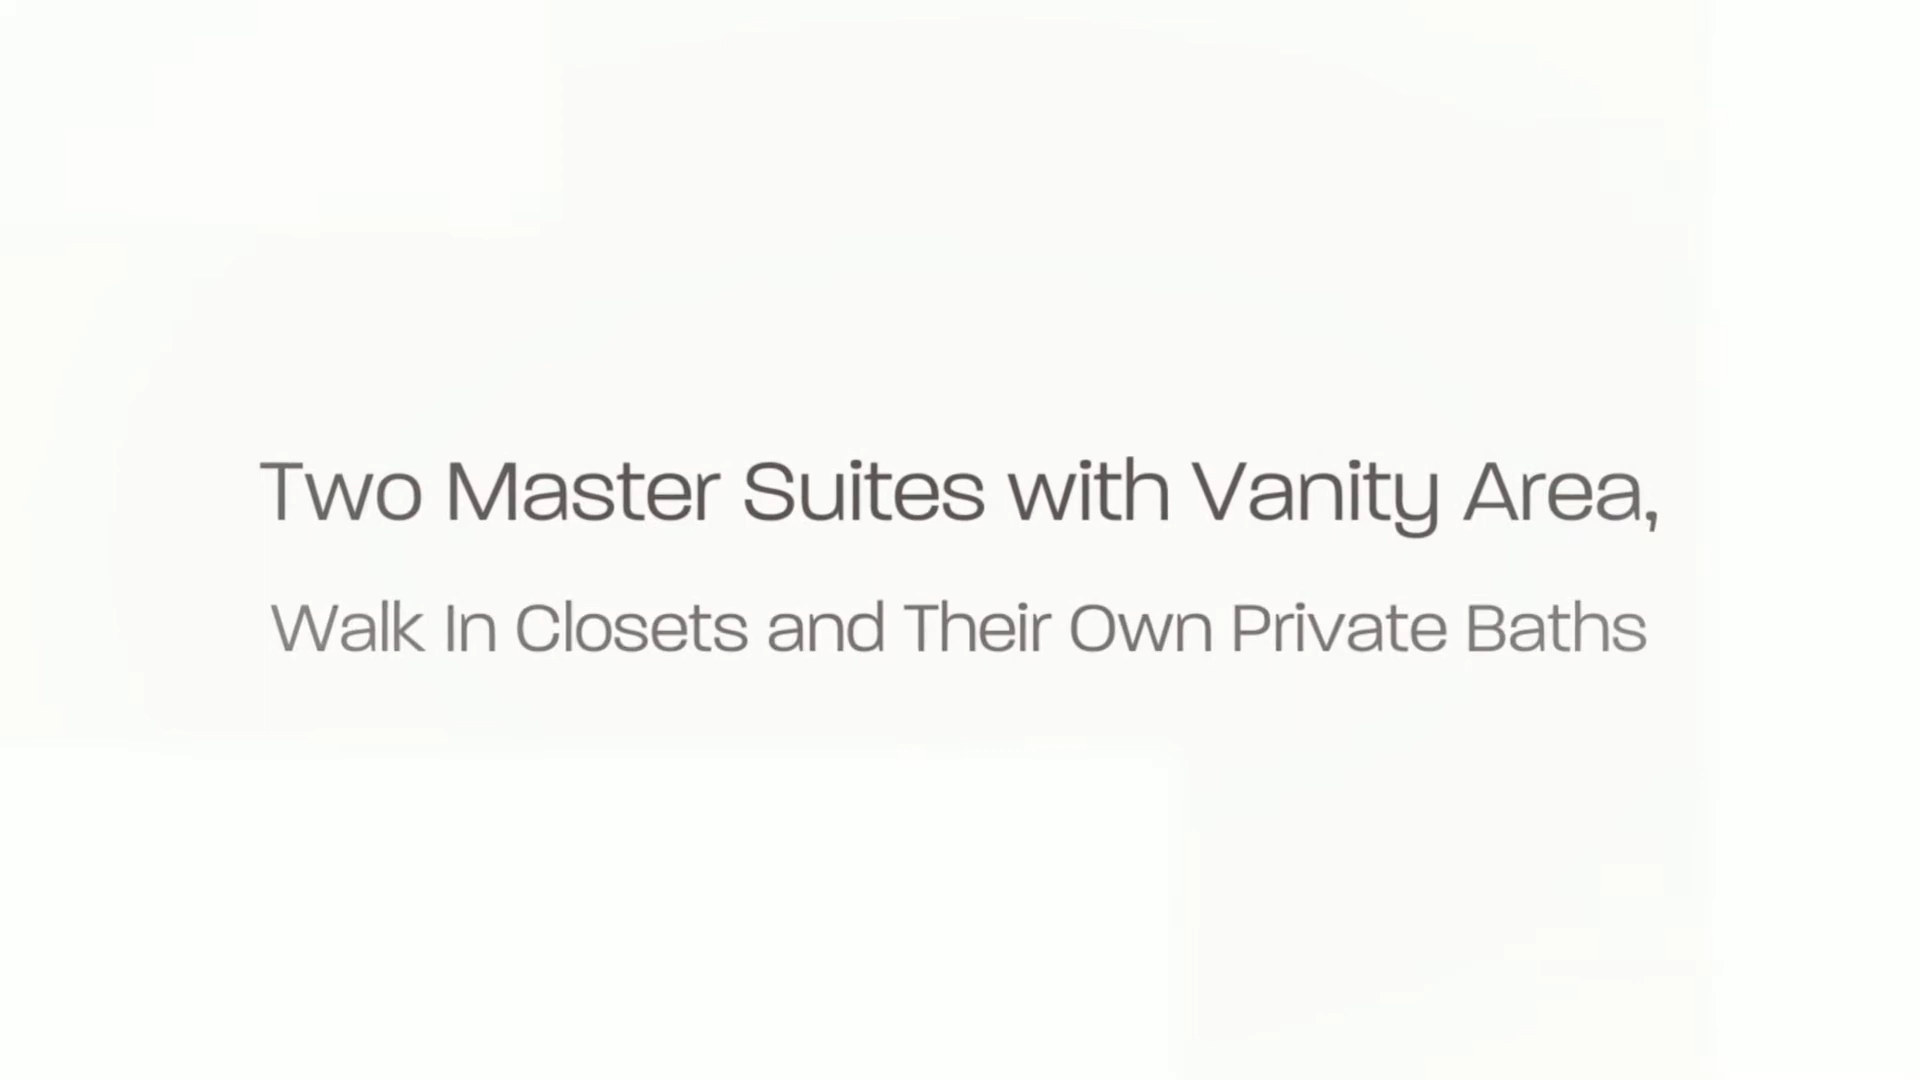 Two Master Suites with Vanity Area,
Walk In Closets and Their Own Private Baths